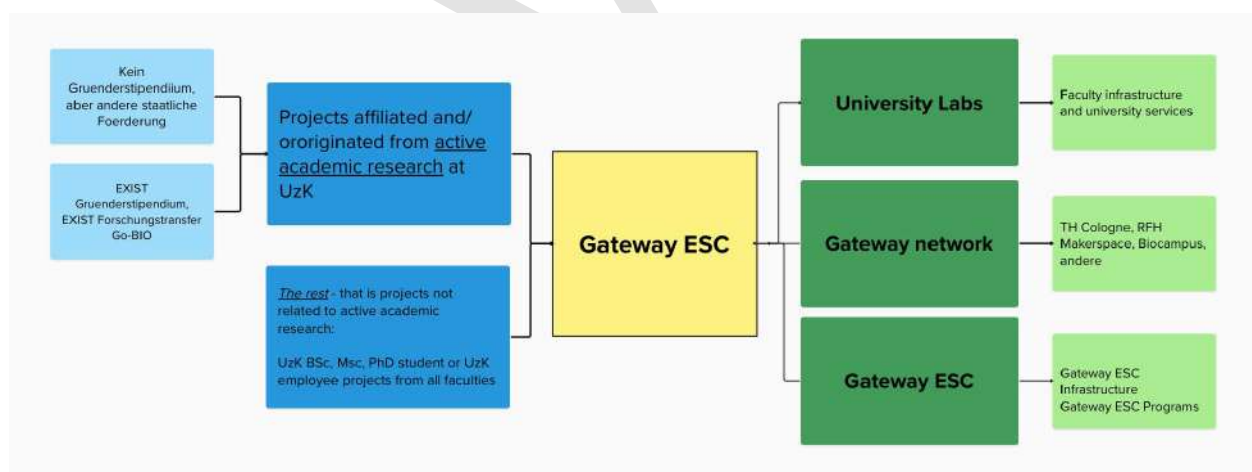 Kein
Gruenderstipendiium,
aber andere staatliche
Foerderung
EXIST
Gruenderstipendium,
EXIST Forschungstransfer
Go-BIO
Projects affiliated and/
ororiginated from active
academic research at
UzK
The rest - that is projects not
related to active academic
research:
UzK BSc, Msc, PhD student or UzK
employee projects from all faculties
Gateway ESC
University Labs
Faculty infrastructure
and university services
Gateway network
TH Cologne, RFH
Makerspace, Biocampus,
andere
Gateway ESC
Gateway ESC
Infrastructure
Gateway ESC Programs